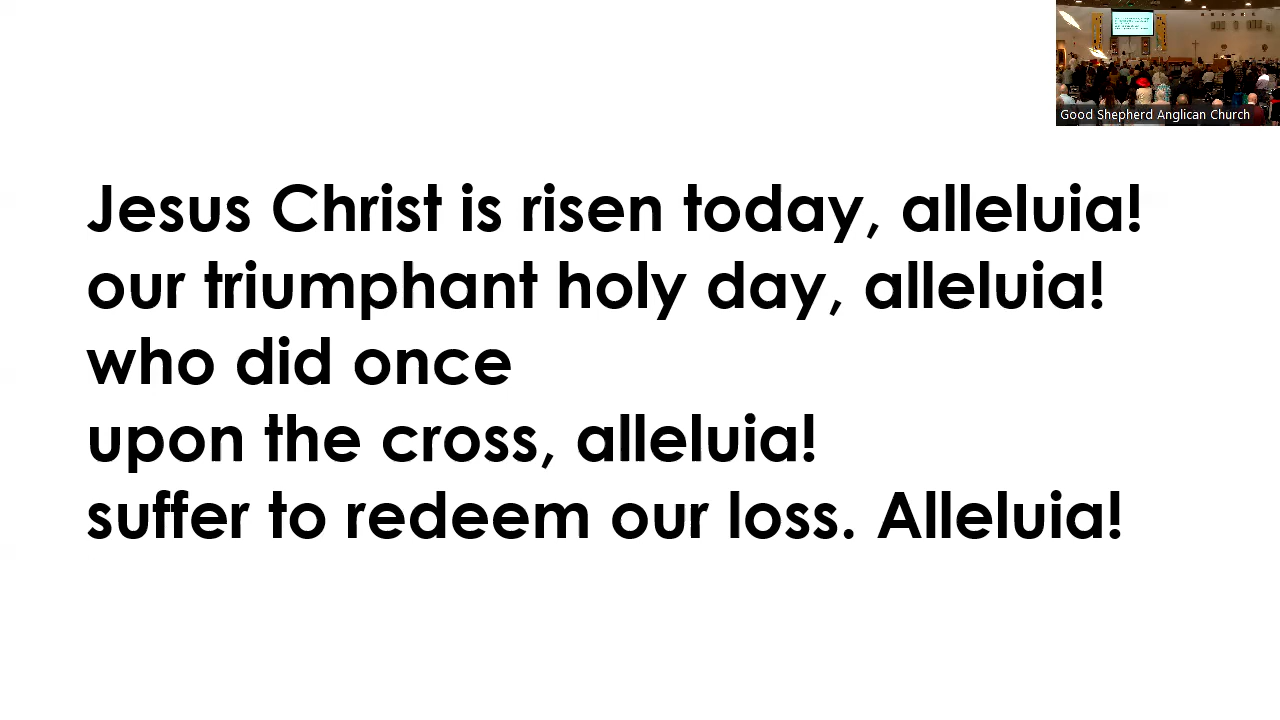 Good Shepherd Anglican Church
Jesus Christ is risen today, alleluia!
our triumphant holy day, alleluia!
who did once
upon the cross, alleluia!
suffer to redeem our loss. Alleluia!